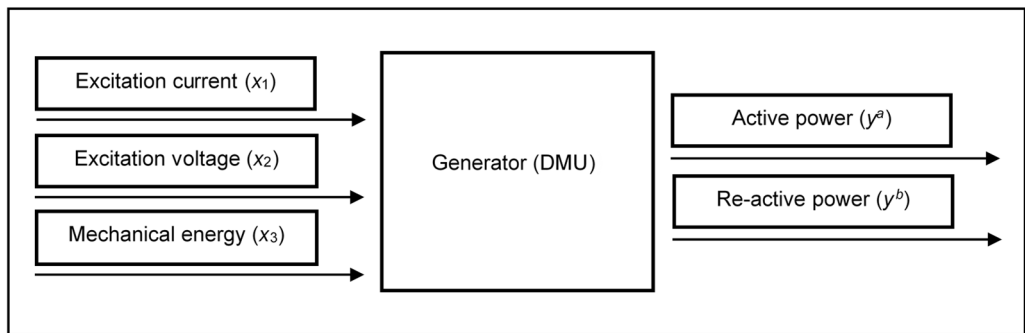 Excitation current (x₁)
Excitation voltage (x₂)
Mechanical energy (x₃)
Generator (DMU)
Active power (yᵃ)
Re-active power (yᵇ)